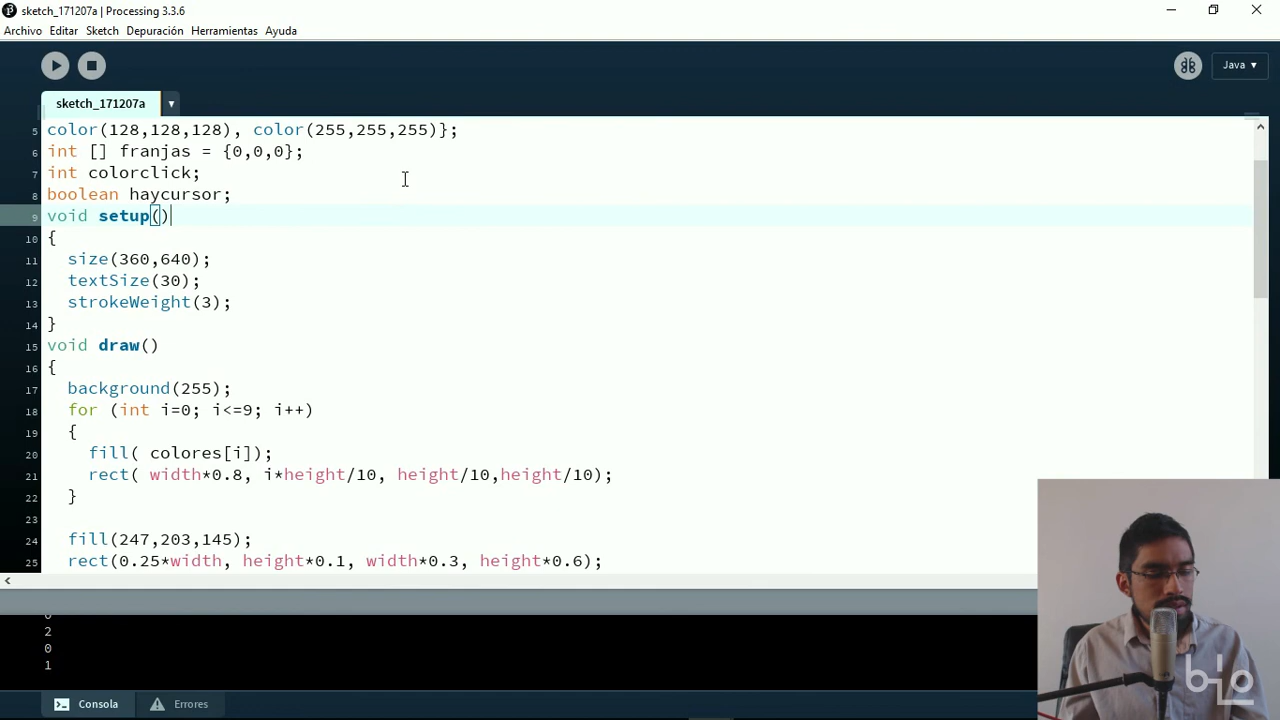 sketch_171207a | Processing 3.3.6
Archivo Editar Sketch Depuración Herramientas Ayuda
Java ▾
sketch_171207a ▾
5 color(128,128,128), color(255,255,255)};
6 int [] franjas = {0,0,0};
7 int colorclick;
8 boolean haycursor;
9 void setup()
10 {
11 size(360,640);
12 textSize(30);
13 strokeWeight(3);
14 }
15 void draw()
16 {
17 background(255);
18 for (int i=0; i<=9; i++)
19 {
20 fill( colores[i]);
21 rect( width*0.8, i*height/10, height/10,height/10);
22 }
23
24 fill(247,203,145);
25 rect(0.25*width, height*0.1, width*0.3, height*0.6);
2
0
1
Consola Errores